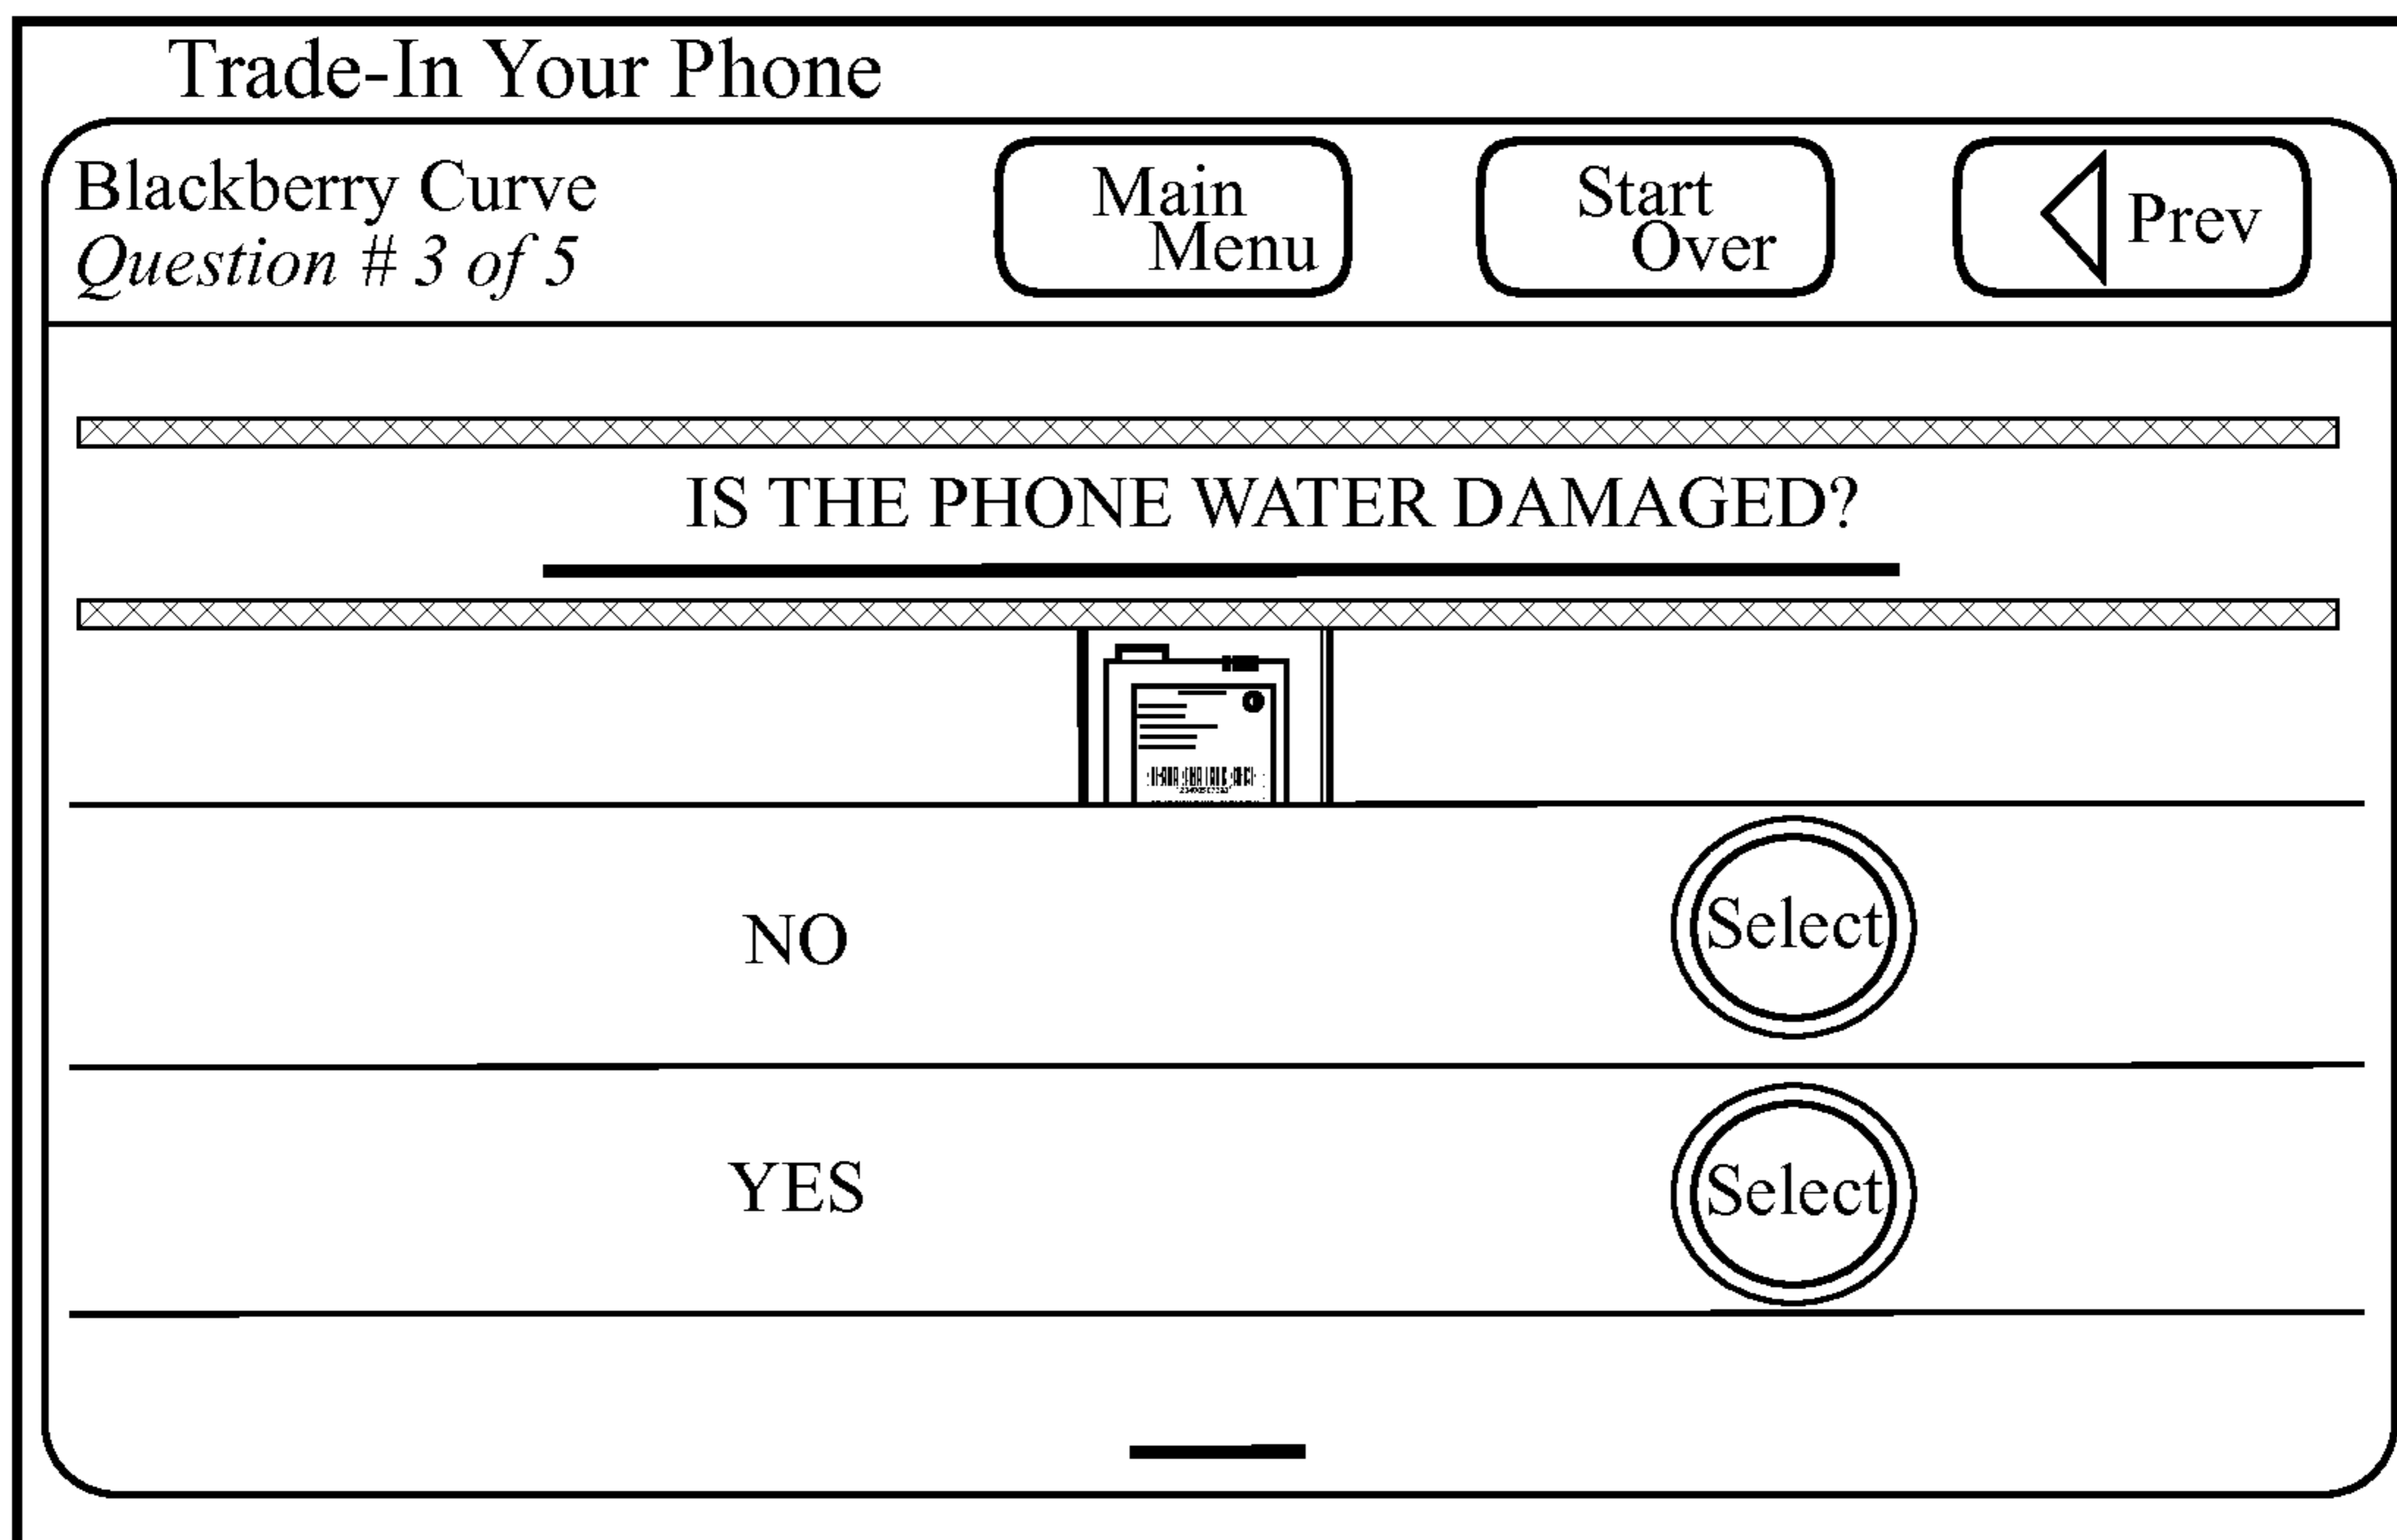 Trade-In Your Phone
Blackberry Curve
Question # 3 of 5
Main
Menu
Start
Over
Prev
IS THE PHONE WATER DAMAGED?
NO
Select
YES
Select